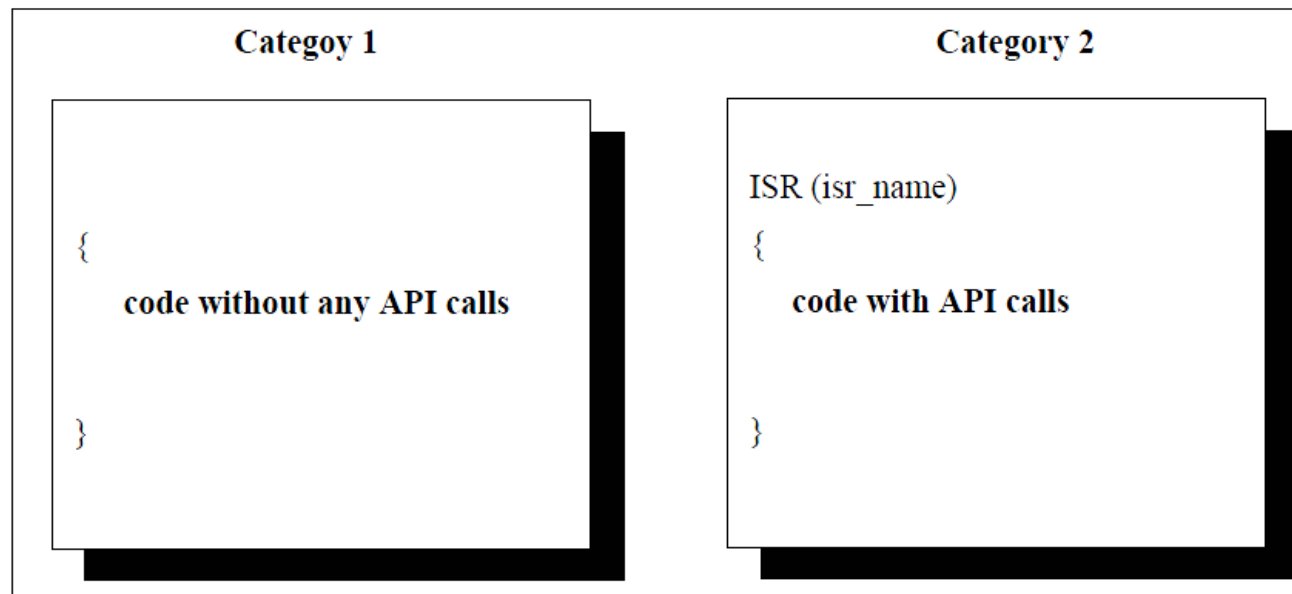 Categoy 1
{
code without any API calls
}
Category 2
ISR (isr_name)
{
code with API calls
}